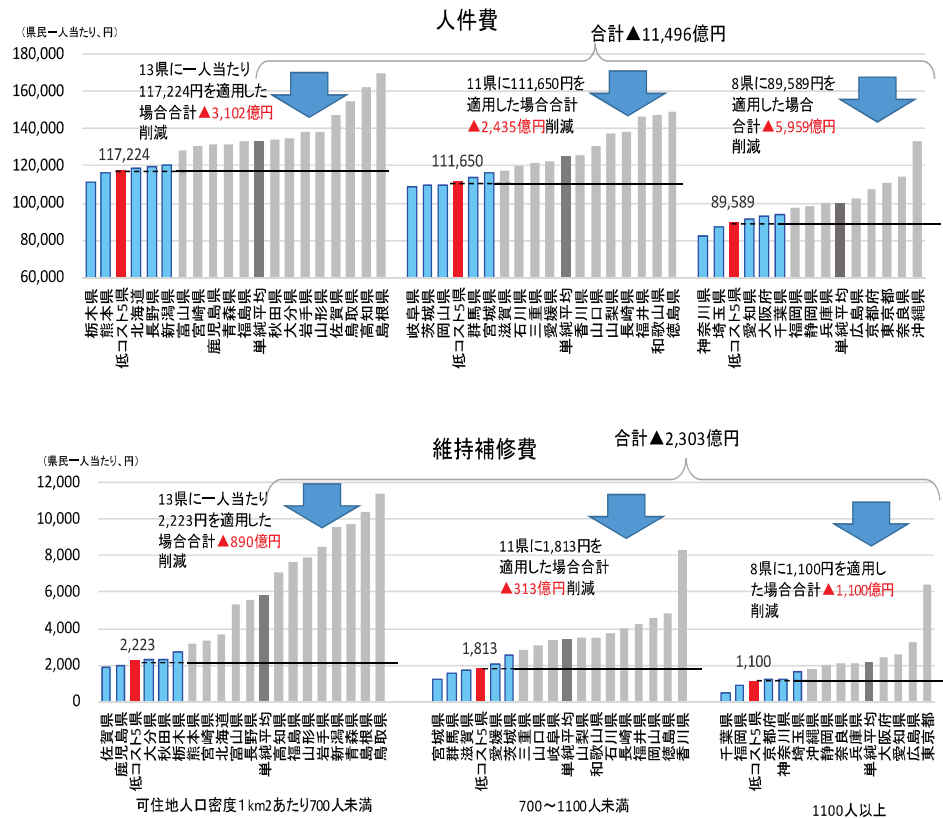 人件費
(県民一人当たり、円)
合計▲11,496億円
180,000
160,000
140,000
120,000
100,000
80,000
60,000
13県に一人当たり
117,224円を適用した
場合合計▲3,102億円
削減
117,224
11県に111,650円
を適用した場合合計
▲2,435億円削減
111,650
8県に89,589円を
適用した場合
合計▲5,959億円
削減
89,589
栃木県
熊本県
低コスト5県
北海道
長野県
新潟県
富山県
宮崎県
鹿児島県
青森県
福島県
単純平均
秋田県
大分県
岩手県
山形県
佐賀県
鳥取県
高知県
島根県
岐阜県
茨城県
岡山県
低コスト5県
群馬県
宮城県
滋賀県
石川県
三重県
愛媛県
単純平均
香川県
山口県
山梨県
長崎県
福井県
和歌山県
徳島県
神奈川県
埼玉県
低コスト5県
愛知県
大阪府
千葉県
福岡県
静岡県
兵庫県
単純平均
広島県
京都府
東京都
奈良県
沖縄県
維持補修費
(県民一人当たり、円)
合計▲2,303億円
12,000
10,000
8,000
6,000
4,000
2,000
0
13県に一人当たり
2,223円を適用した
場合合計▲890億円
削減
2,223
11県に1,813円を
適用した場合合計
▲313億円削減
1,813
8県に1,100円を適用し
た場合合計▲1,100億円
削減
1,100
佐賀県
鹿児島県
低コスト5県
大分県
秋田県
栃木県
熊本県
宮崎県
北海道
富山県
長野県
単純平均
高知県
福島県
山形県
岩手県
新潟県
青森県
島根県
鳥取県
宮城県
群馬県
滋賀県
低コスト5県
愛媛県
茨城県
三重県
山口県
岐阜県
単純平均
山梨県
和歌山県
石川県
長崎県
福井県
岡山県
徳島県
香川県
千葉県
福岡県
低コスト5県
京都府
神奈川県
埼玉県
沖縄県
静岡県
奈良県
兵庫県
単純平均
大阪府
愛知県
広島県
東京都
可住地人口密度1km2あたり700人未満
700～1100人未満
1100人以上